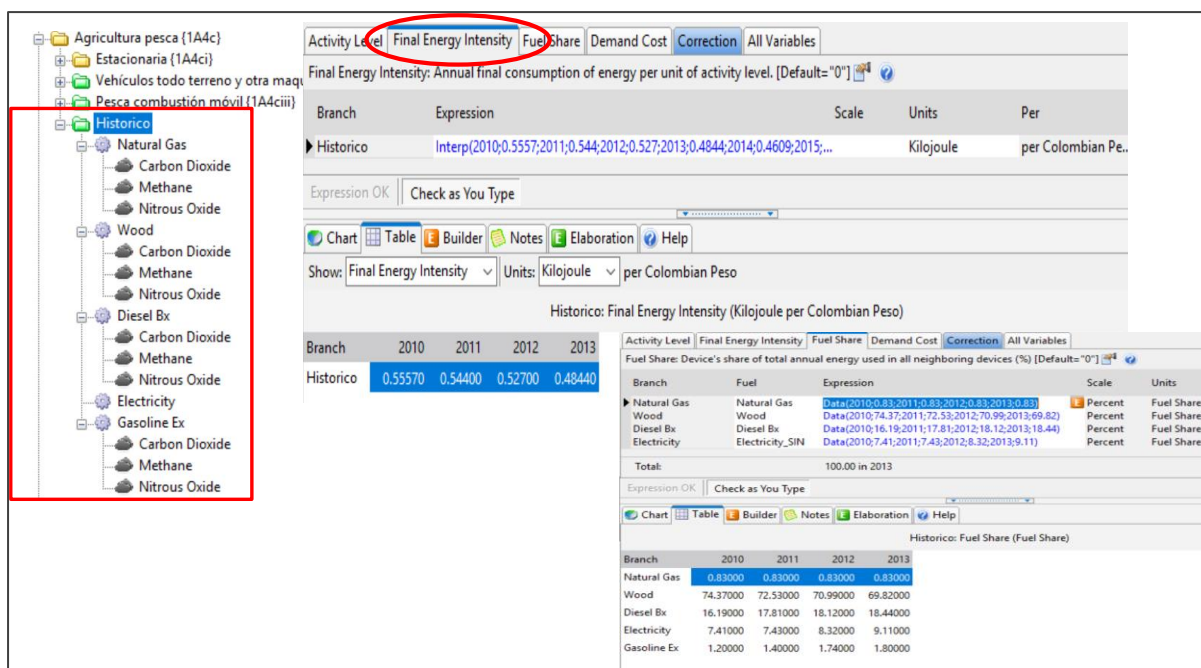 Agricultura pesca {1A4c}
Estacionaria {1A4ci}
Vehículos todo terreno y otra maqu
Pesca combustión móvil {1A4ciii}
Historico
Natural Gas
Carbon Dioxide
Methane
Nitrous Oxide
Wood
Carbon Dioxide
Methane
Nitrous Oxide
Diesel Bx
Carbon Dioxide
Methane
Nitrous Oxide
Electricity
Gasoline Ex
Carbon Dioxide
Methane
Nitrous Oxide
Activity Level Final Energy Intensity Fuel Share Demand Cost Correction All Variables
Final Energy Intensity: Annual final consumption of energy per unit of activity level. [Default="0"]
Branch Expression Scale Units Per
Historico Interp(2010;0.5557;2011;0.544;2012;0.527;2013;0.4844;2014;0.4609;2015;... Kilojoule per Colombian Pe..
Expression OK Check as You Type
Chart Table Builder Notes Elaboration Help
Show: Final Energy Intensity Units: Kilojoule per Colombian Peso
Historico: Final Energy Intensity (Kilojoule per Colombian Peso)
Branch 2010 2011 2012 2013
Historico 0.55570 0.54400 0.52700 0.48440
Activity Level Final Energy Intensity Fuel Share Demand Cost Correction All Variables
Fuel Share: Device's share of total annual energy used in all neighboring devices (%) [Default="0"]
Branch Fuel Expression Scale Units
Natural Gas Natural Gas Data(2010;0.83;2011;0.83;2012;0.83;2013;0.83) Percent Fuel Share
Wood Wood Data(2010;74.37;2011;72.53;2012;70.99;2013;69.82) Percent Fuel Share
Diesel Bx Diesel Bx Data(2010;16.19;2011;17.81;2012;18.12;2013;18.44) Percent Fuel Share
Electricity Electricity_SIN Data(2010;7.41;2011;7.43;2012;8.32;2013;9.11) Percent Fuel Share
Total: 100.00 in 2013
Expression OK Check as You Type
Chart Table Builder Notes Elaboration Help
Historico: Fuel Share (Fuel Share)
Branch 2010 2011 2012 2013
Natural Gas 0.83000 0.83000 0.83000 0.83000
Wood 74.37000 72.53000 70.99000 69.82000
Diesel Bx 16.19000 17.81000 18.12000 18.44000
Electricity 7.41000 7.43000 8.32000 9.11000
Gasoline Ex 1.20000 1.40000 1.74000 1.80000